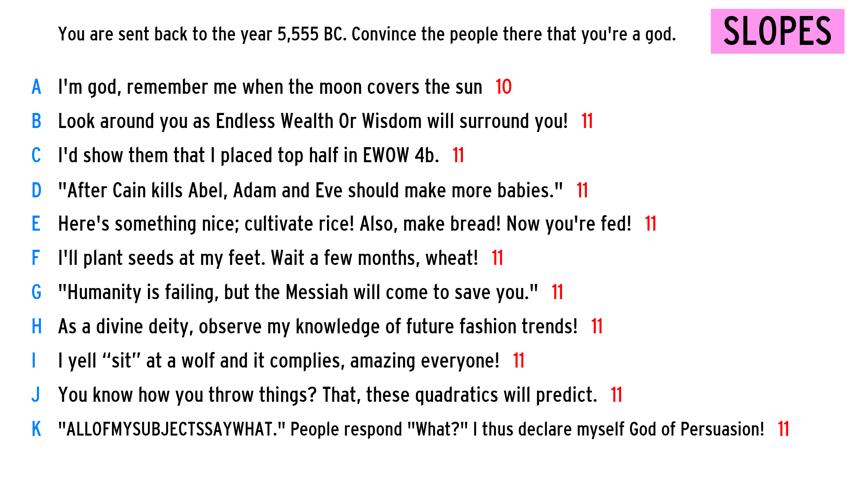 You are sent back to the year 5,555 BC. Convince the people there that you're a god.
SLOPES
A I'm god, remember me when the moon covers the sun 10
B Look around you as Endless Wealth Or Wisdom will surround you! 11
C I'd show them that I placed top half in EWOW 4b. 11
D "After Cain kills Abel, Adam and Eve should make more babies." 11
E Here's something nice; cultivate rice! Also, make bread! Now you're fed! 11
F I'll plant seeds at my feet. Wait a few months, wheat! 11
G "Humanity is failing, but the Messiah will come to save you." 11
H As a divine deity, observe my knowledge of future fashion trends! 11
I I yell “sit” at a wolf and it complies, amazing everyone! 11
J You know how you throw things? That, these quadratics will predict. 11
K "ALLOFMYSUBJECTSSAYWHAT." People respond "What?" I thus declare myself God of Persuasion! 11